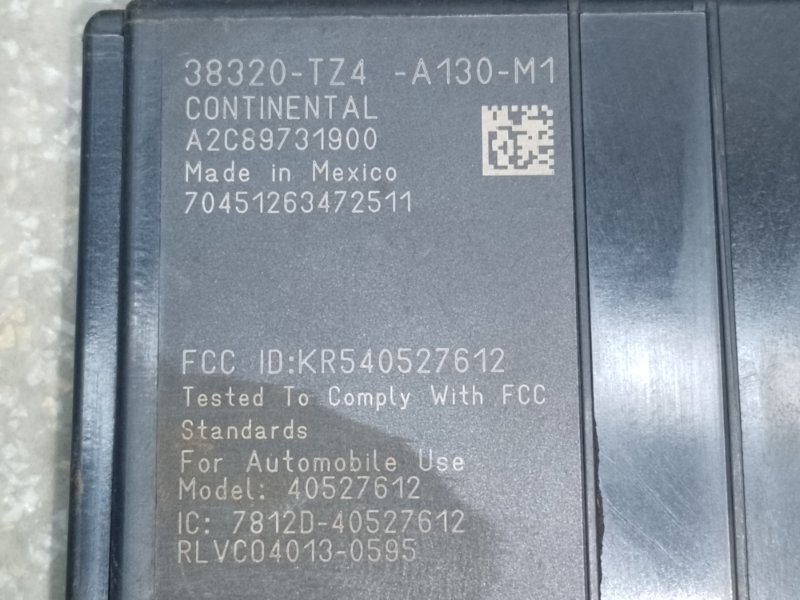 38320-TZ4 -A130-M1
CONTINENTAL
A2C89731900
Made in Mexico
70451263472511
FCC ID:KR540527612
Tested To Comply With FCC
Standards
For Automobile Use
Model: 40527612
IC: 7812D-40527612
RLVCO4013-0595